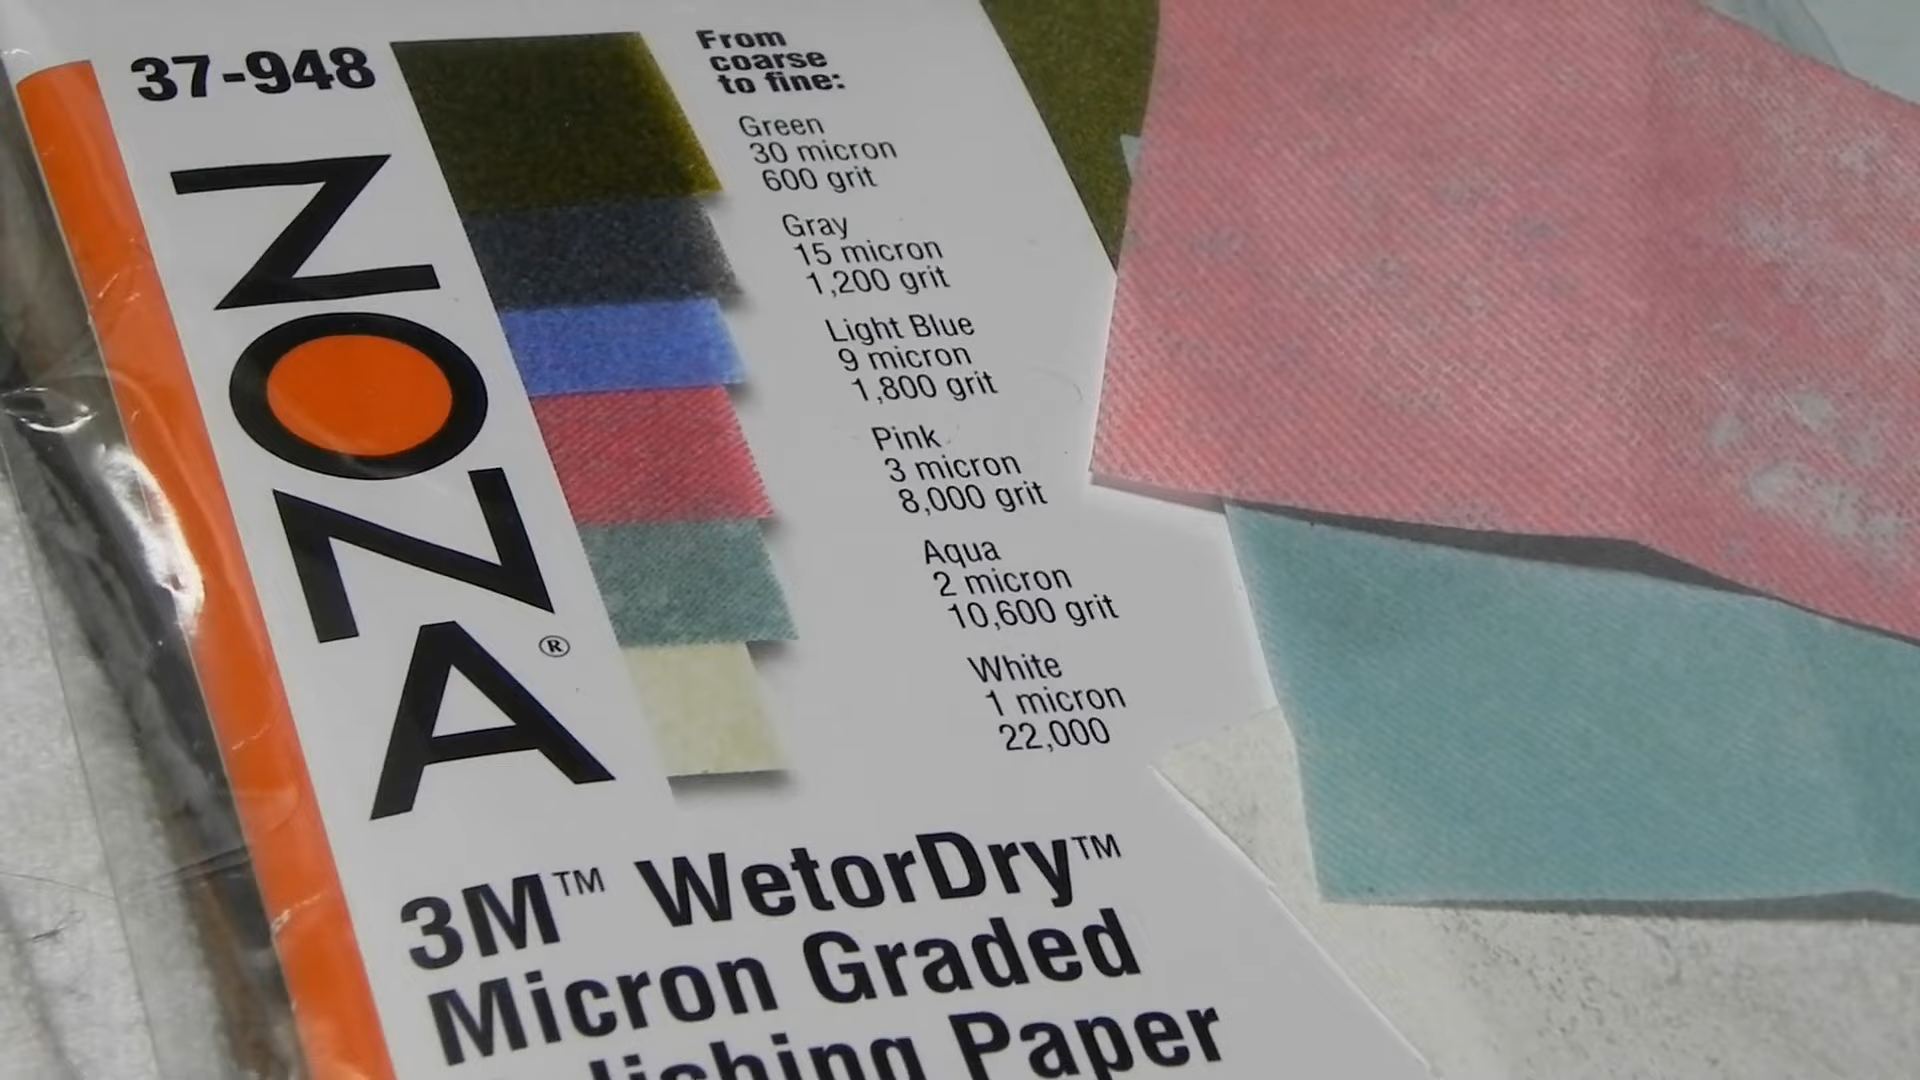 37-948
ZONA®
From
coarse
to fine:
Green
30 micron
600 grit
Gray
15 micron
1,200 grit
Light Blue
9 micron
1,800 grit
Pink
3 micron
8,000 grit
Aqua
2 micron
10,600 grit
White
1 micron
22,000
3M™ WetorDry™
Micron Graded
lishing Paper